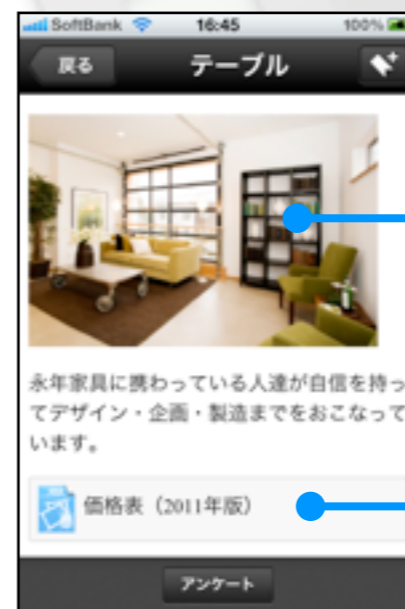 SoftBank 16:45 100%
戻る テーブル
永年家具に携わっている人達が自信を持っ
てデザイン・企画・製造までをおこなって
います。
価格表（2011年版）
アンケート